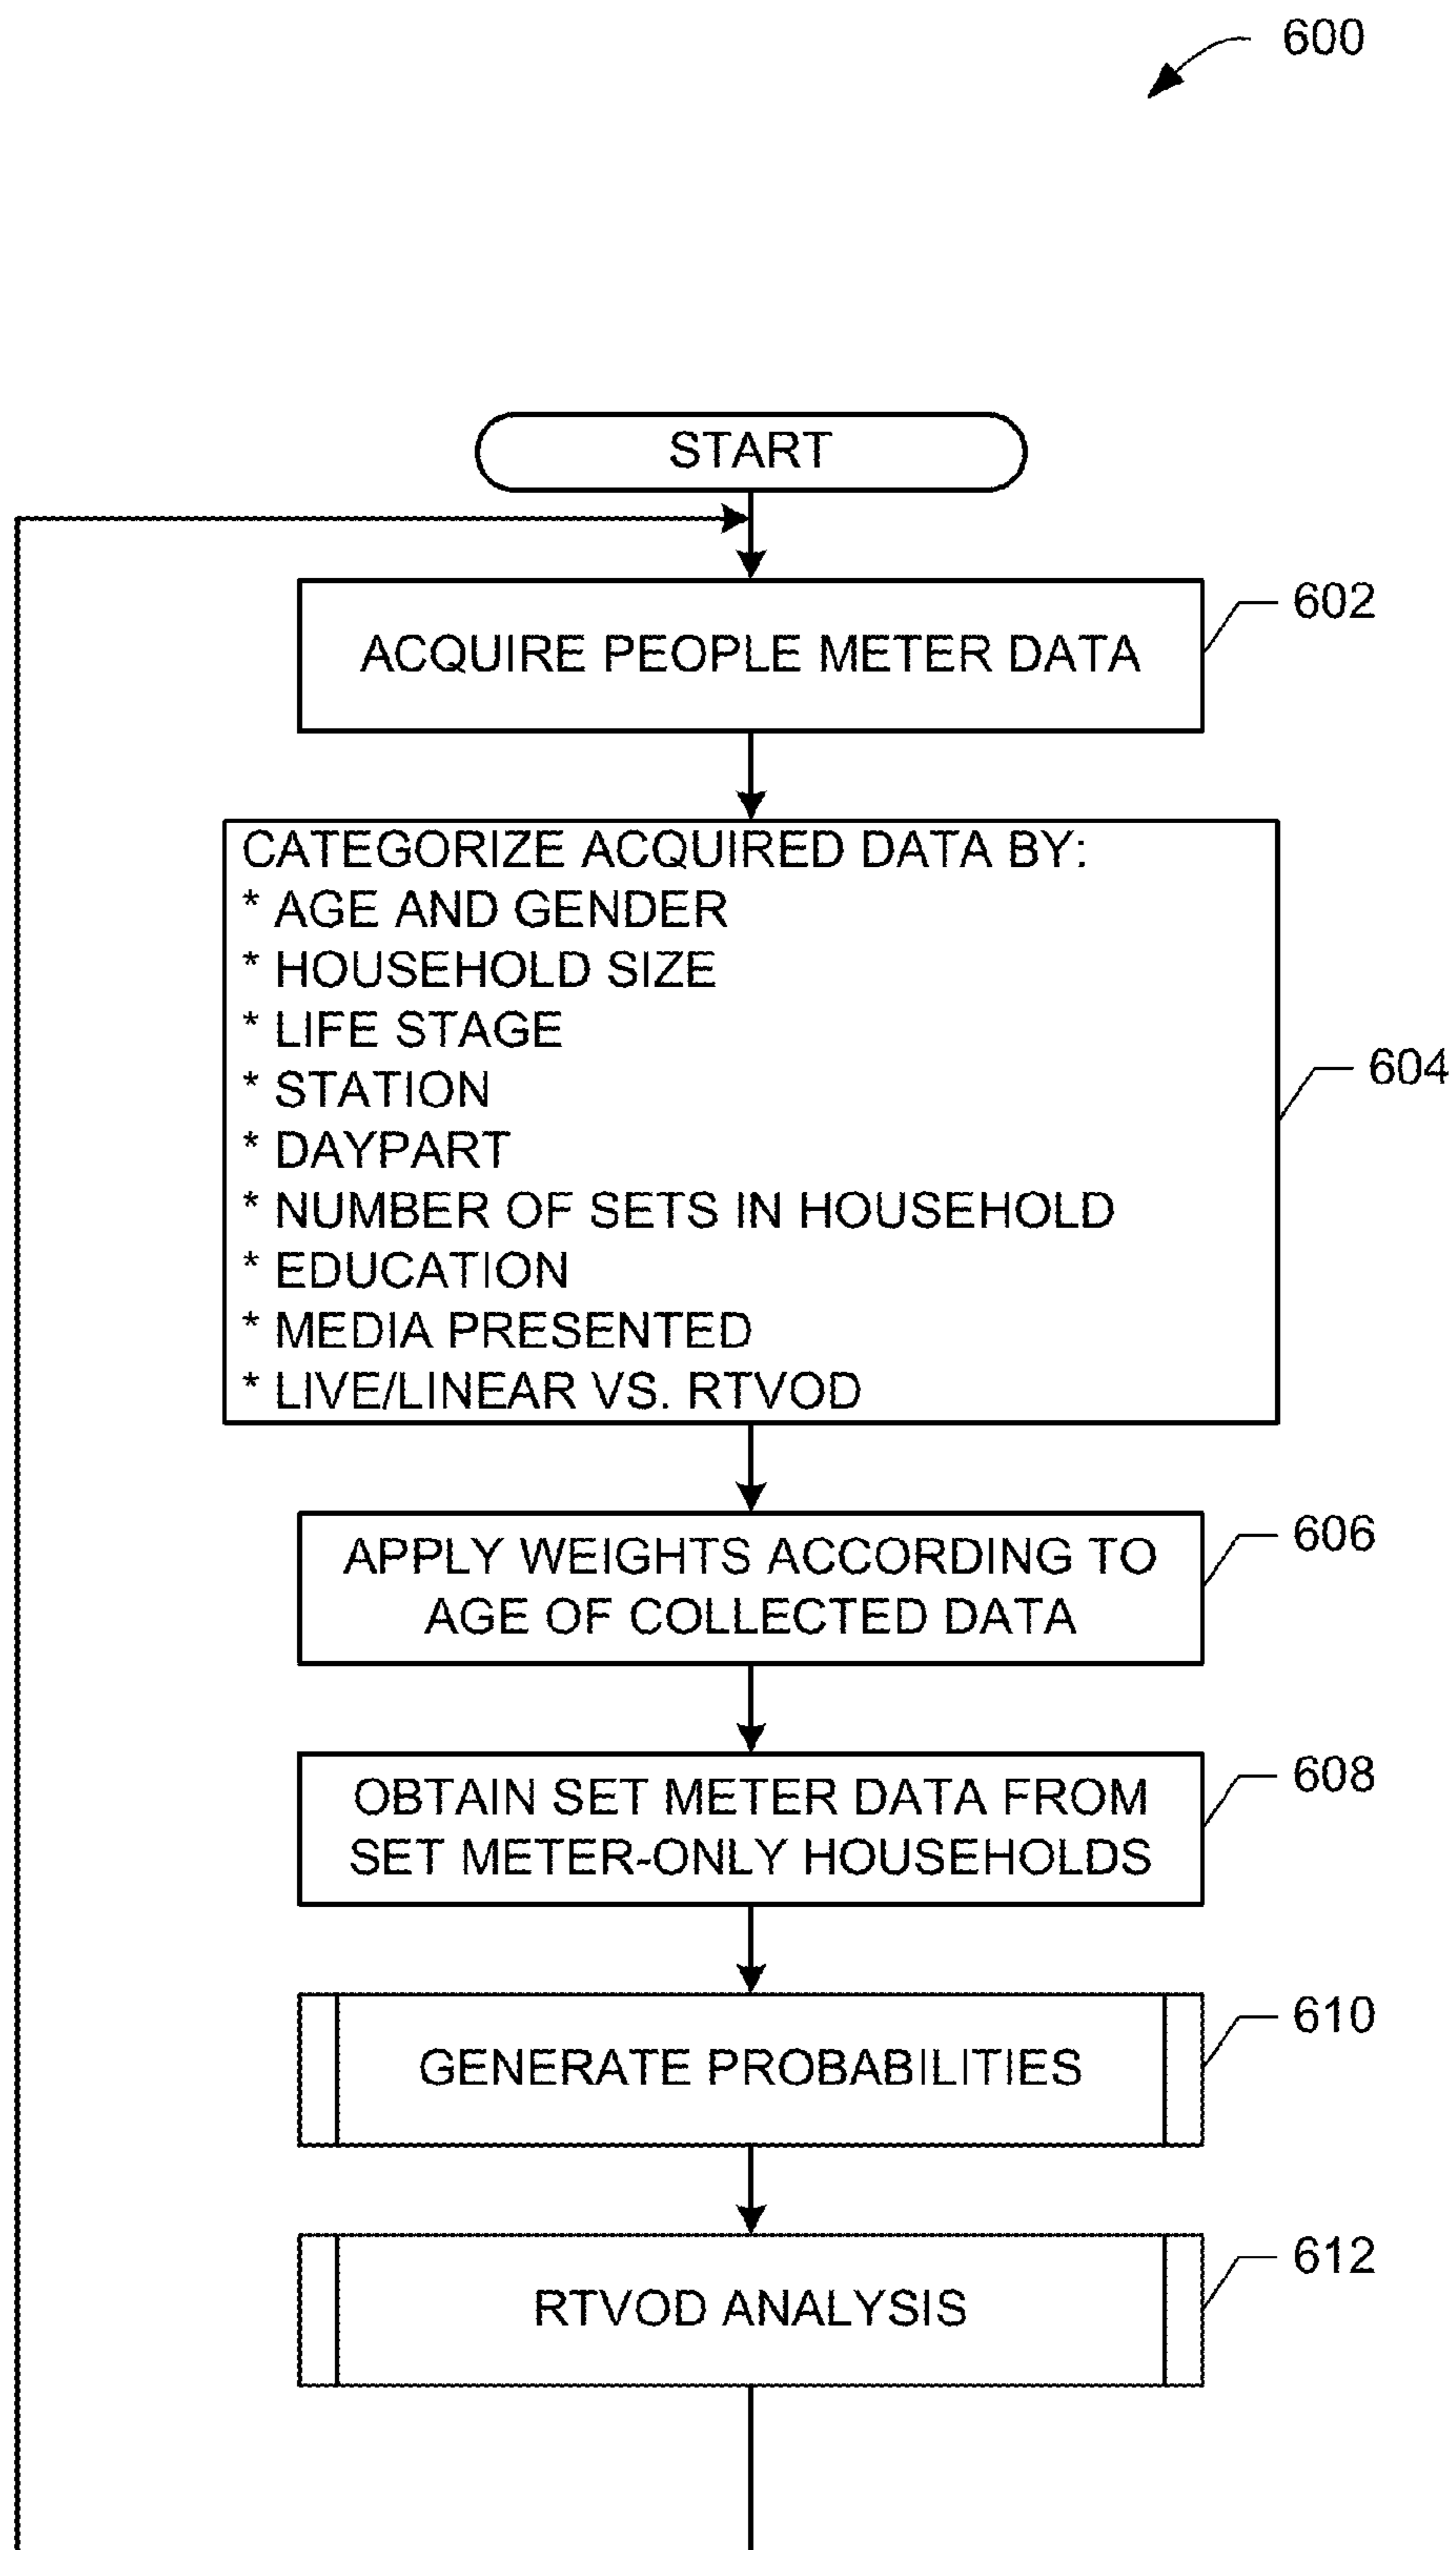 600
START
602
ACQUIRE PEOPLE METER DATA
CATEGORIZE ACQUIRED DATA BY:
* AGE AND GENDER
* HOUSEHOLD SIZE
* LIFE STAGE
604
* STATION
* DAYPART
* NUMBER OF SETS IN HOUSEHOLD
* EDUCATION
* MEDIA PRESENTED
* LIVE/LINEAR VS. RTVOD
606
APPLY WEIGHTS ACCORDING TO
AGE OF COLLECTED DATA
608
OBTAIN SET METER DATA FROM
SET METER-ONLY HOUSEHOLDS
610
GENERATE PROBABILITIES
612
RTVOD ANALYSIS